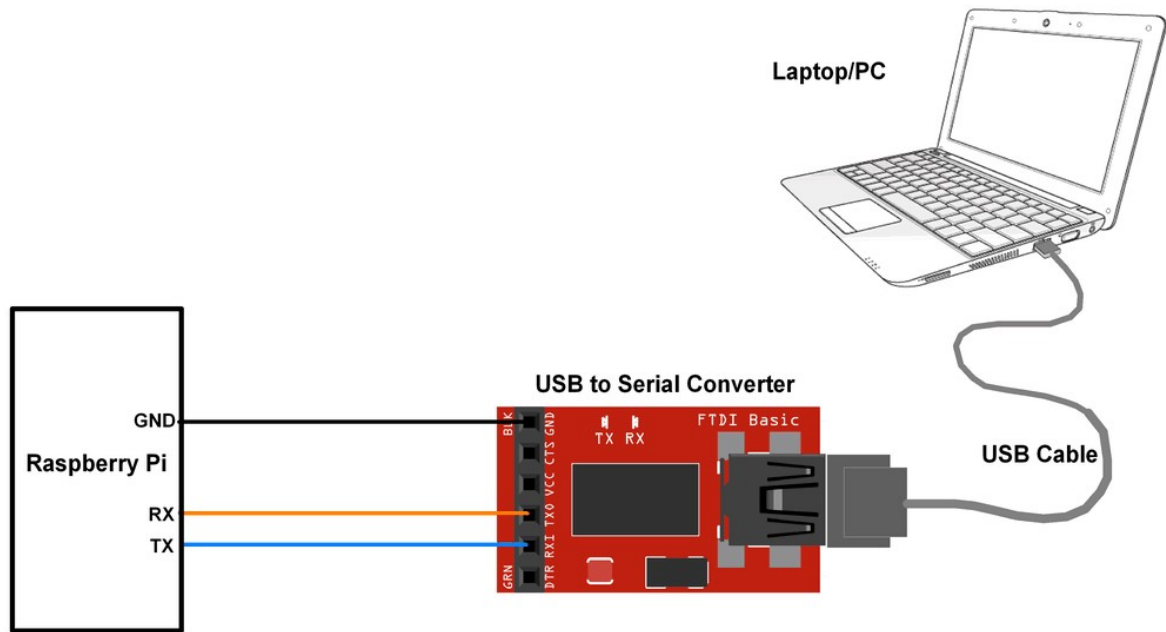 Laptop/PC
USB to Serial Converter
USB Cable
GND
Raspberry Pi
RX
TX
BLK
GRN
GND
CTS
VCC
TXO
RXI
DTR
TX RX
FTDI Basic